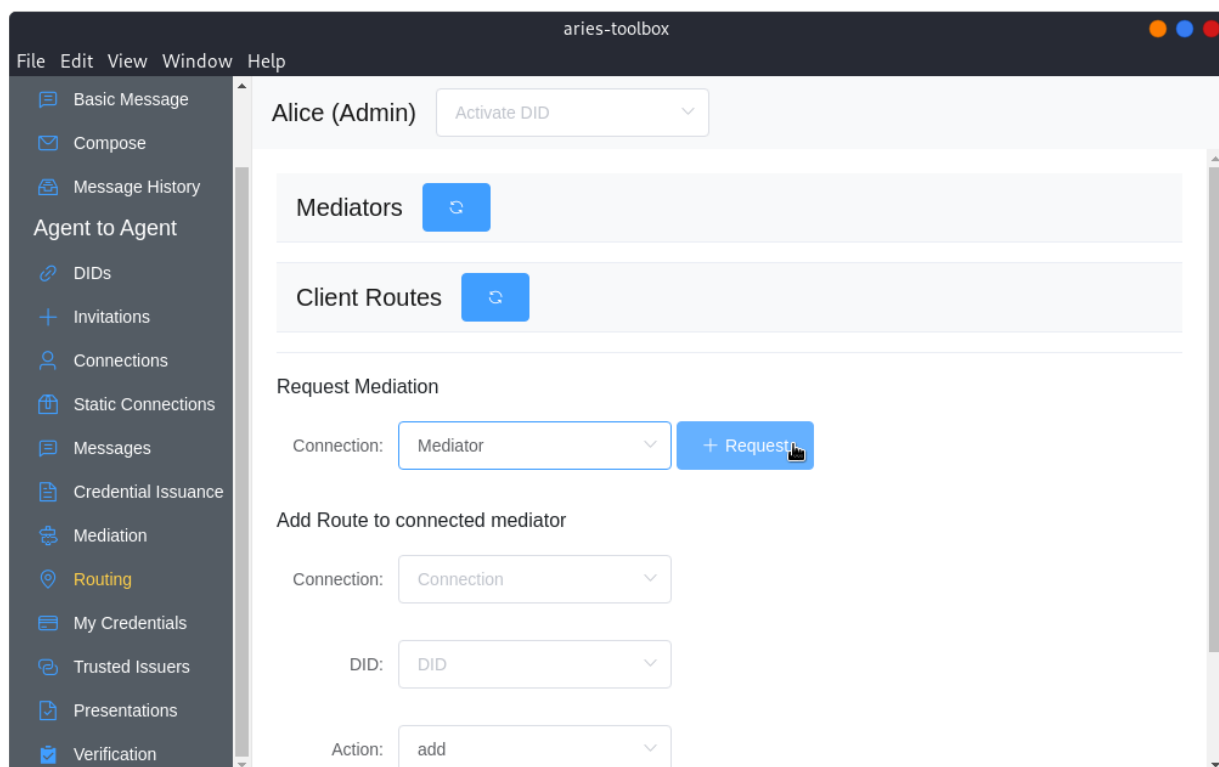 aries-toolbox
File Edit View Window Help
Basic Message
Compose
Message History
Agent to Agent
DIDs
Invitations
Connections
Static Connections
Messages
Credential Issuance
Mediation
Routing
My Credentials
Trusted Issuers
Presentations
Verification
Alice (Admin) Activate DID
Mediators
Client Routes
Request Mediation
Connection: Mediator + Request
Add Route to connected mediator
Connection: Connection
DID: DID
Action: add